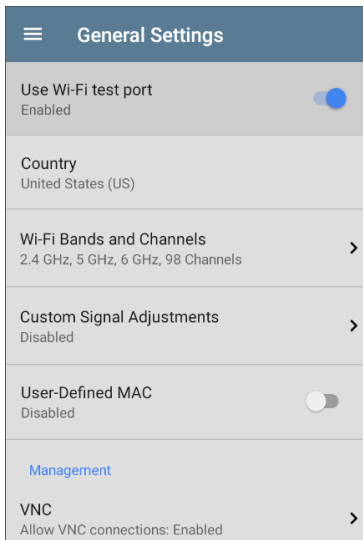 General Settings
Use Wi-Fi test port
Enabled
Country
United States (US)
Wi-Fi Bands and Channels
2.4 GHz, 5 GHz, 6 GHz, 98 Channels
Custom Signal Adjustments
Disabled
User-Defined MAC
Disabled
Management
VNC
Allow VNC connections: Enabled